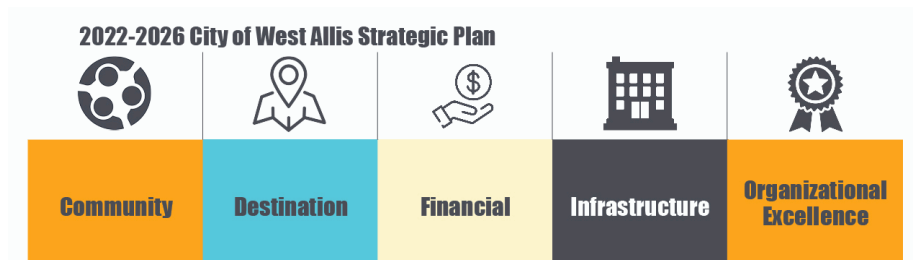 2022-2026 City of West Allis Strategic Plan
$
Community
Destination
Financial
Infrastructure
Organizational
Excellence